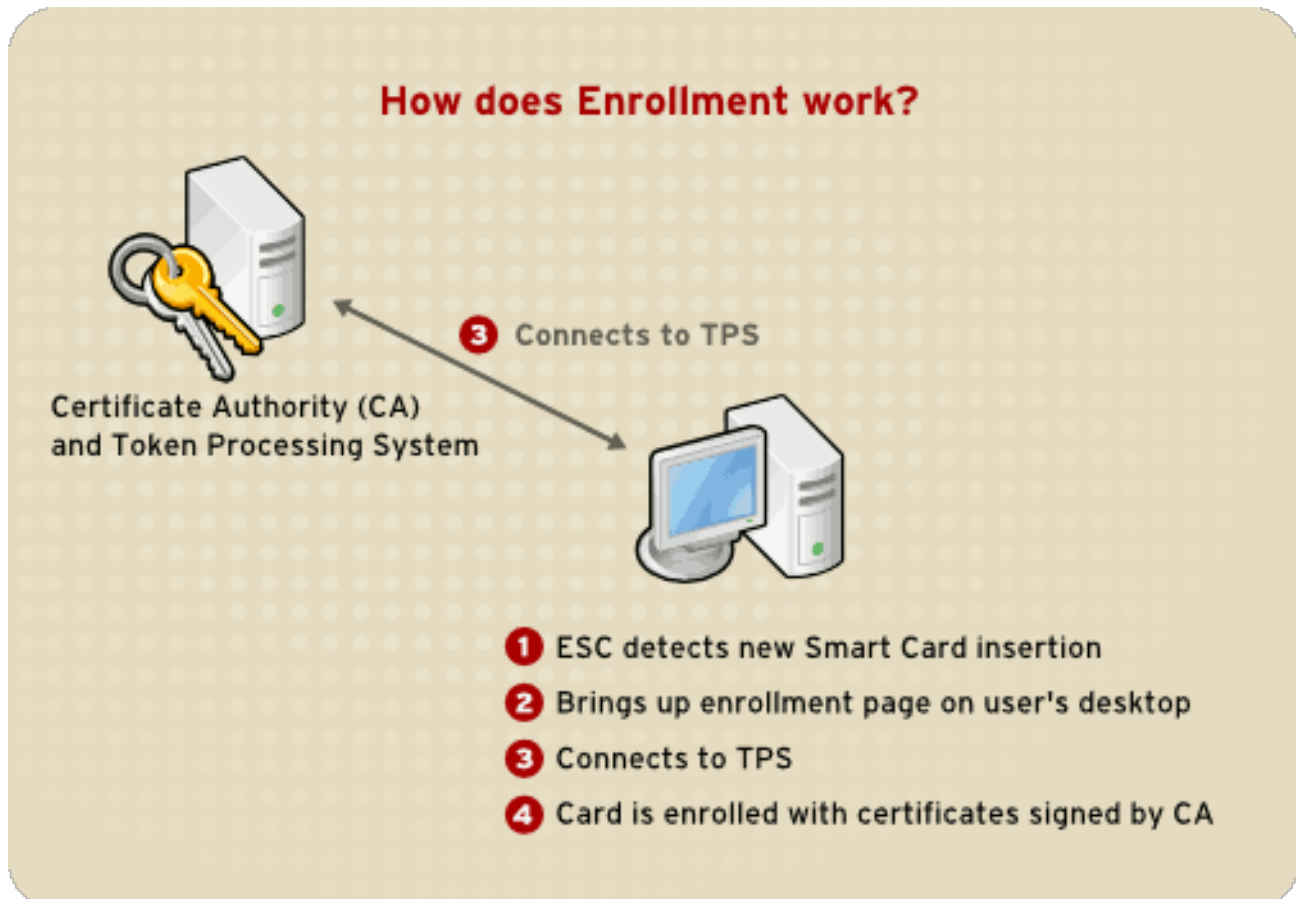 How does Enrollment work?
3 Connects to TPS
Certificate Authority (CA)
and Token Processing System
1 ESC detects new Smart Card insertion
2 Brings up enrollment page on user's desktop
3 Connects to TPS
4 Card is enrolled with certificates signed by CA